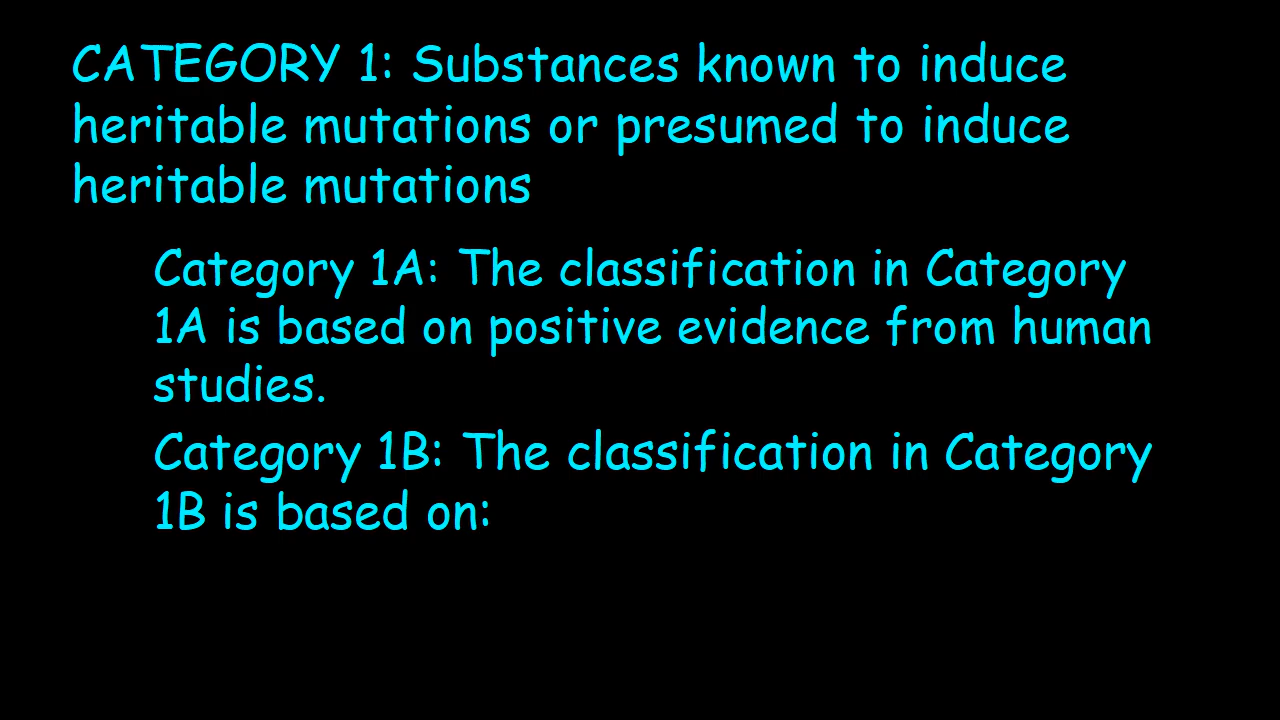 CATEGORY 1: Substances known to induce
heritable mutations or presumed to induce
heritable mutations
Category 1A: The classification in Category
1A is based on positive evidence from human
studies.
Category 1B: The classification in Category
1B is based on: